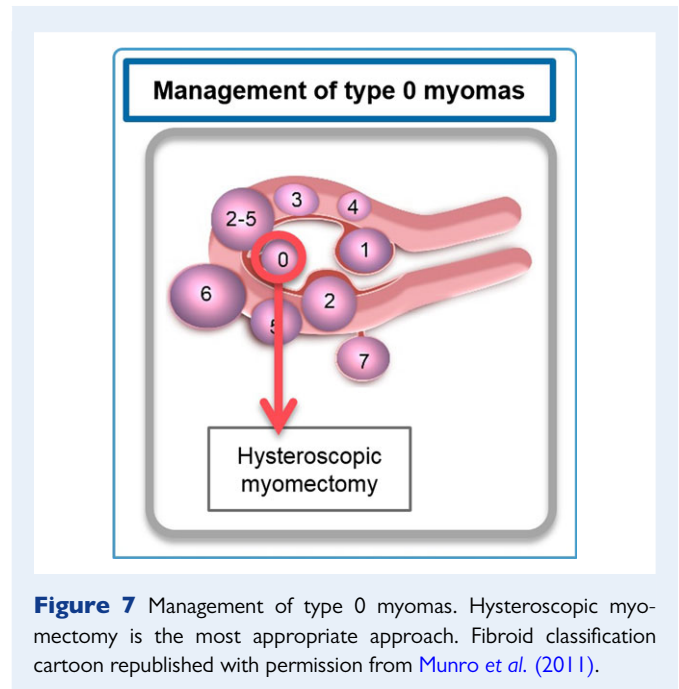 Management of type 0 myomas
3
4
2-5
1
0
6
2
5
7
Hysteroscopic
myomectomy
Figure 7 Management of type 0 myomas. Hysteroscopic myo-
mectomy is the most appropriate approach. Fibroid classification
cartoon republished with permission from Munro et al. (2011).